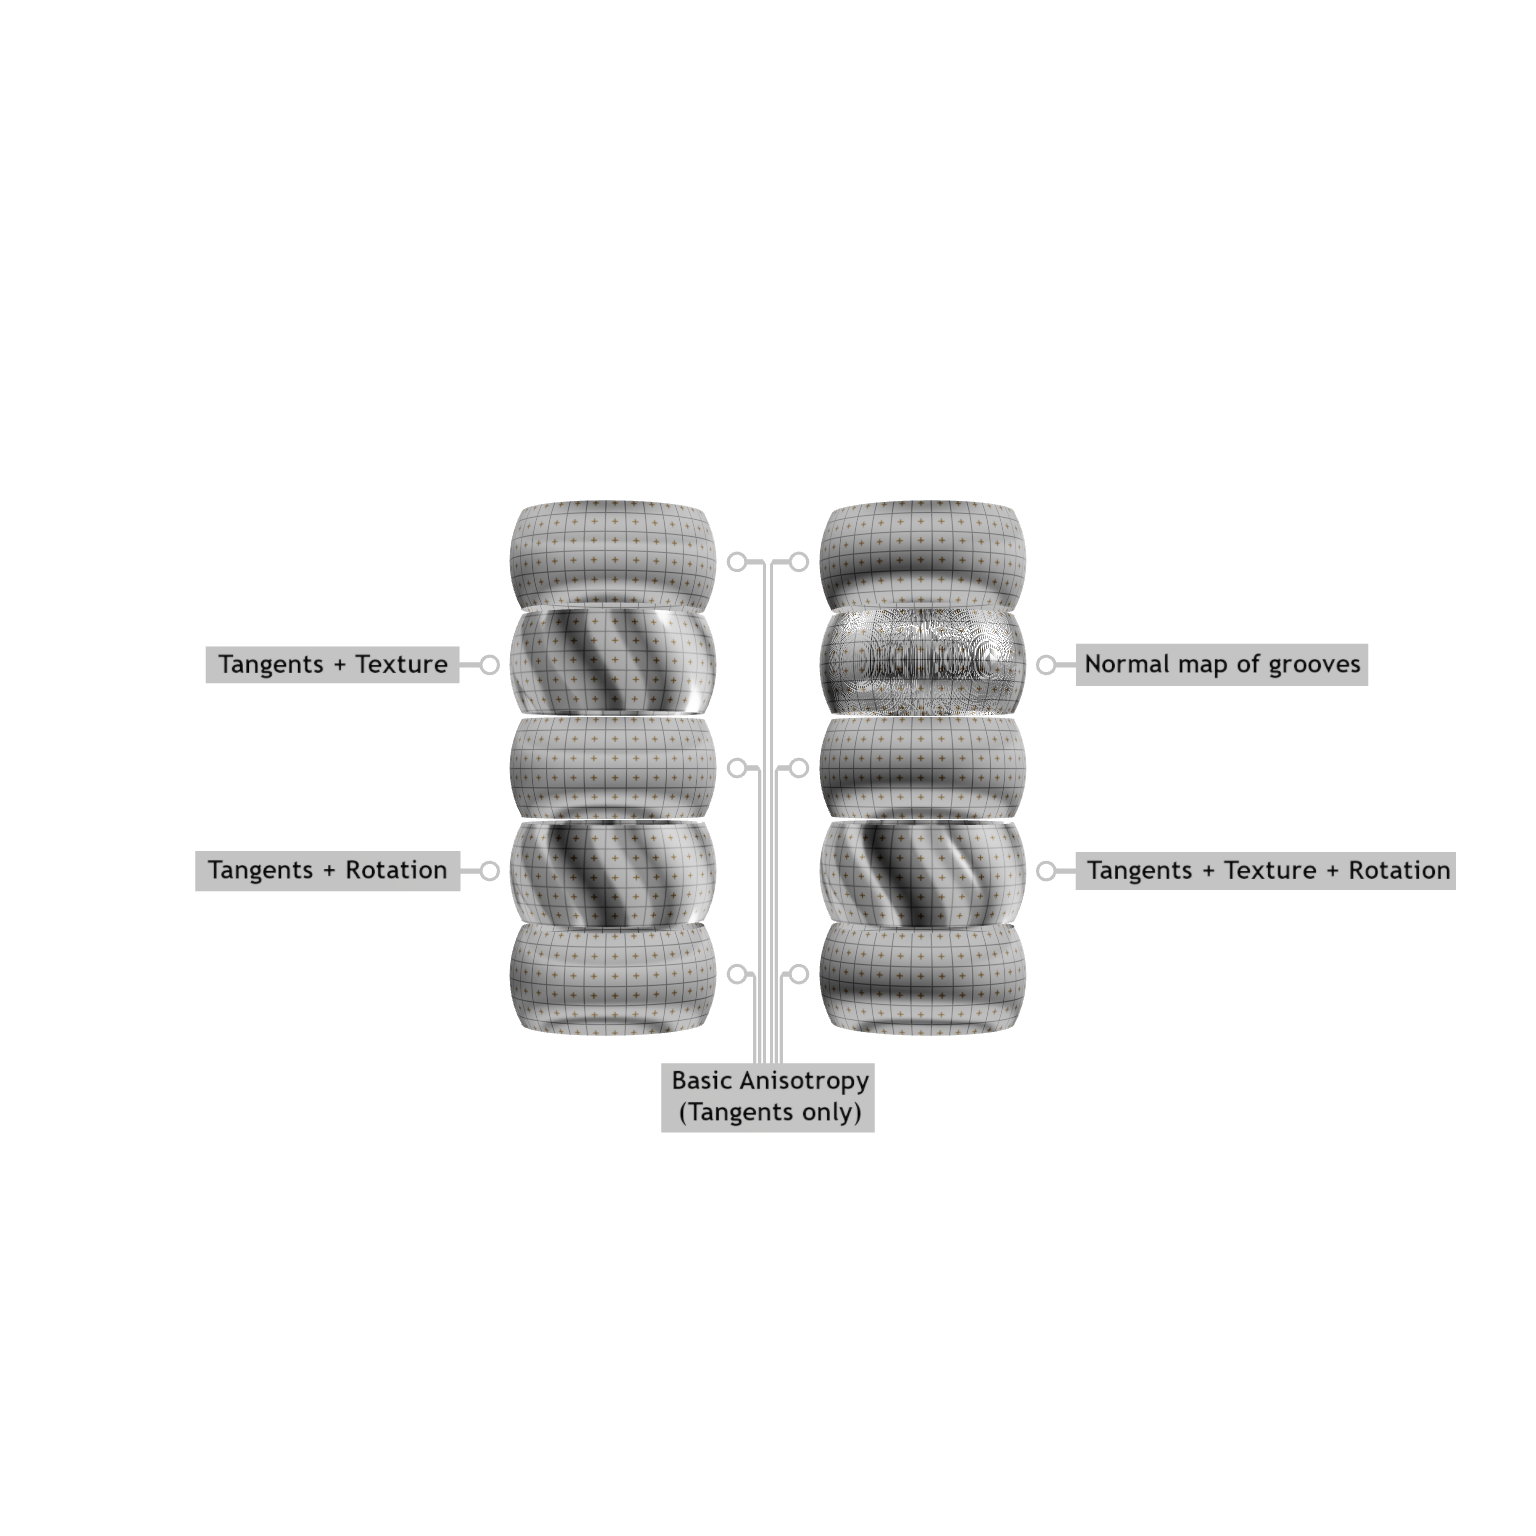 Tangents + Texture
Normal map of grooves
Tangents + Rotation
Tangents + Texture + Rotation
Basic Anisotropy
(Tangents only)